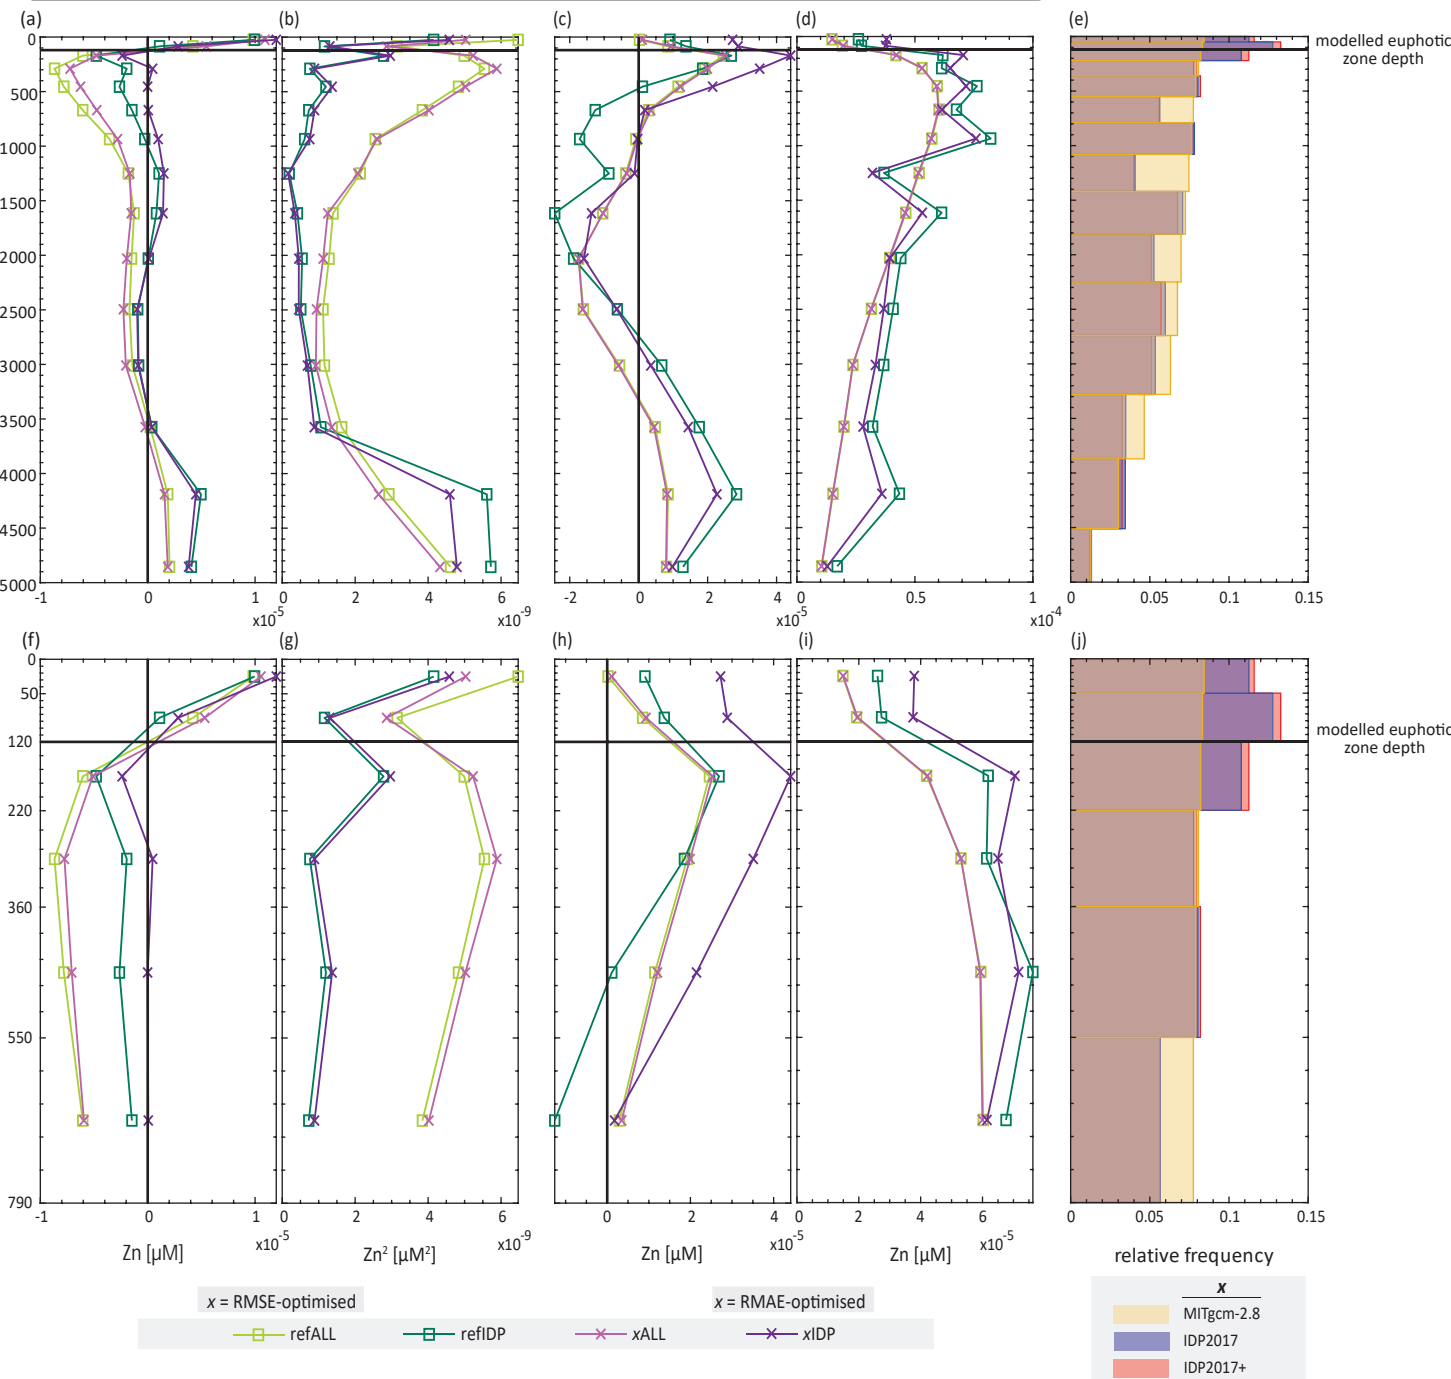 (a) (b) (c) (d) (e)
0
500
1000
1500
2000
2500
3000
3500
4000
4500
5000
modelled euphotic
zone depth
-1 0 1 0 2 4 6 -2 0 2 4 0 0.5 1 0 0.05 0.1 0.15
x10⁻⁵ x10⁻⁹ x10⁻⁵ x10⁻⁴
(f) (g) (h) (i) (j)
0
50
120
220
360
550
790
modelled euphotic
zone depth
-1 0 1 0 2 4 6 0 2 4 0 2 4 6 0 0.05 0.1 0.15
x10⁻⁵ x10⁻⁹ x10⁻⁵ x10⁻⁵
Zn [µM] Zn² [µM²] Zn [µM] Zn [µM] relative frequency
x = RMSE-optimised x = RMAE-optimised
refALL refIDP xALL xIDP
x
MITgcm-2.8
IDP2017
IDP2017+